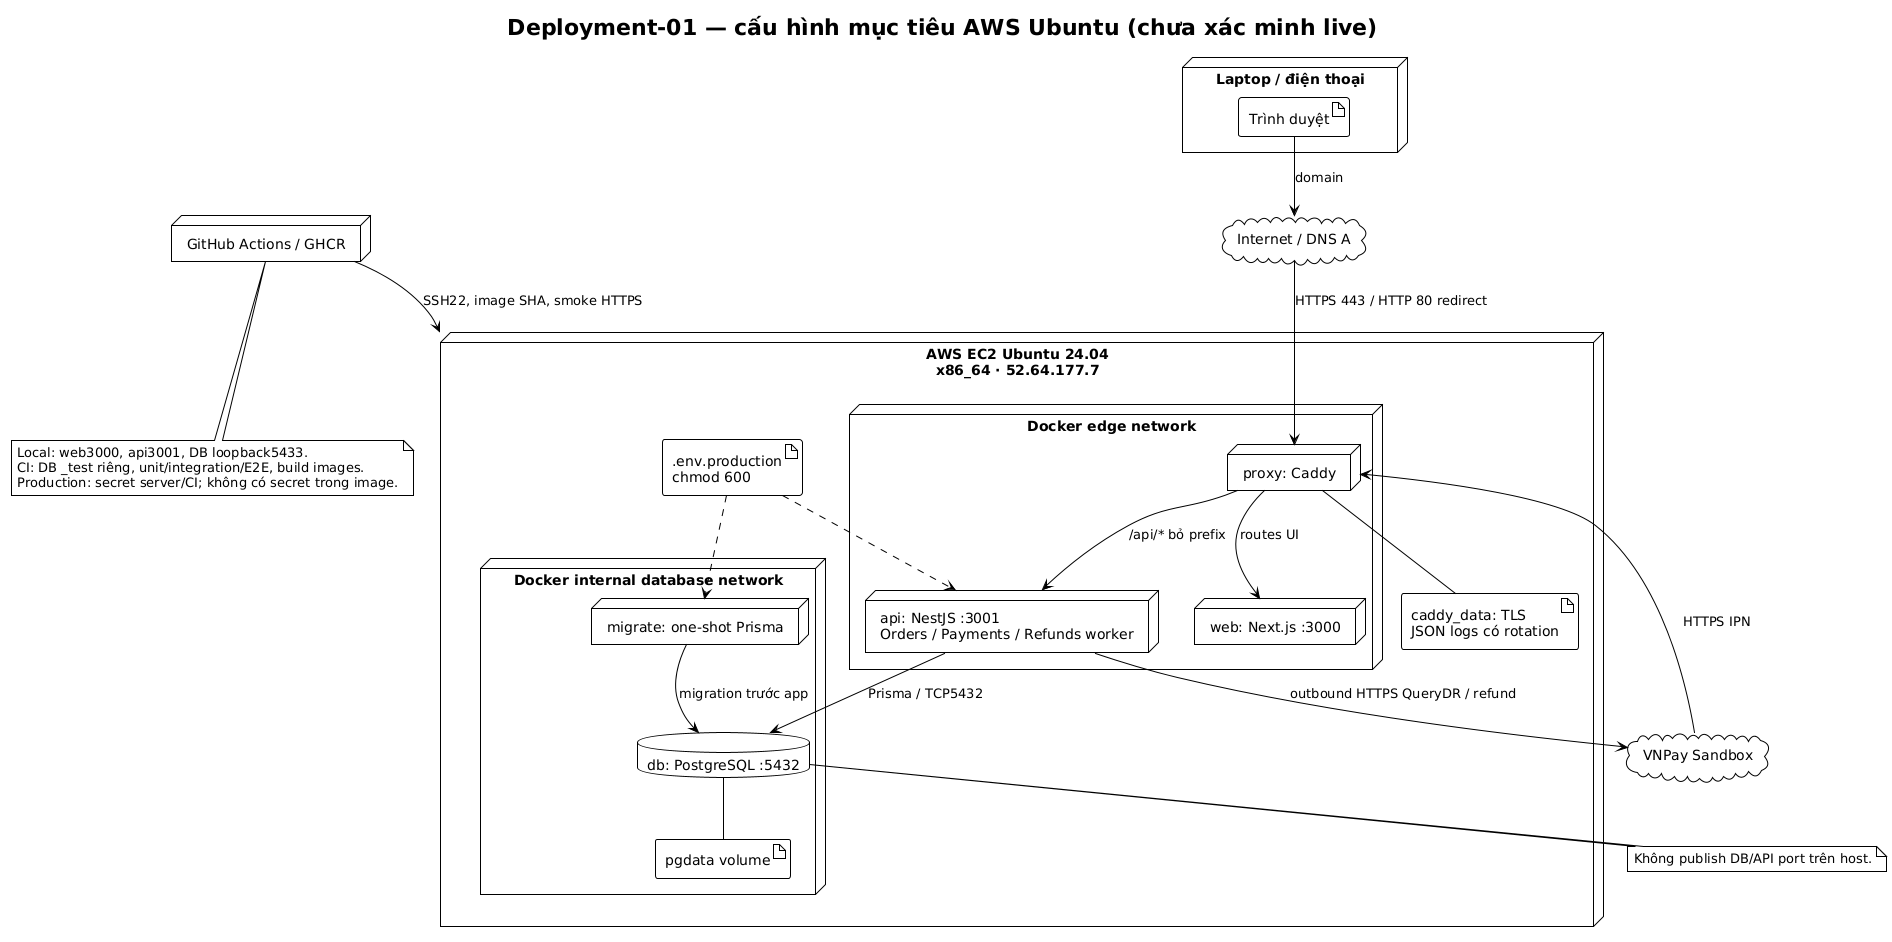 Deployment-01 — cấu hình mục tiêu AWS Ubuntu (chưa xác minh live)
Laptop / điện thoại
Trình duyệt
domain
Internet / DNS A
GitHub Actions / GHCR
SSH22, image SHA, smoke HTTPS
HTTPS 443 / HTTP 80 redirect
AWS EC2 Ubuntu 24.04
x86_64 · 52.64.177.7
Docker edge network
Local: web3000, api3001, DB loopback5433.
CI: DB _test riêng, unit/integration/E2E, build images.
Production: secret server/CI; không có secret trong image.
.env.production
chmod 600
proxy: Caddy
/api/* bỏ prefix
routes UI
Docker internal database network
migrate: one-shot Prisma
api: NestJS :3001
Orders / Payments / Refunds worker
web: Next.js :3000
caddy_data: TLS
JSON logs có rotation
HTTPS IPN
migration trước app
Prisma / TCP5432
outbound HTTPS QueryDR / refund
db: PostgreSQL :5432
VNPay Sandbox
pgdata volume
Không publish DB/API port trên host.